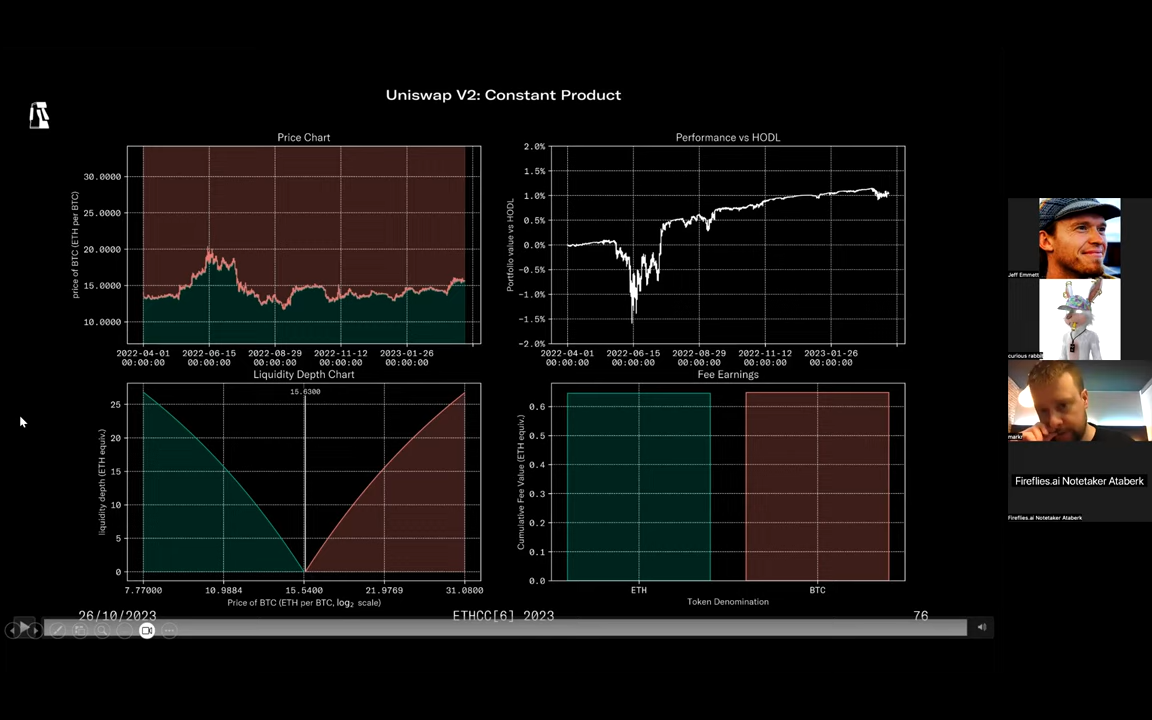 Uniswap V2: Constant Product
Price Chart
price of BTC (ETH per BTC)
30.0000
25.0000
20.0000
15.0000
10.0000
2022-04-01 2022-06-15 2022-08-29 2022-11-12 2023-01-26
00:00:00 00:00:00 00:00:00 00:00:00 00:00:00
Performance vs HODL
Portfolio value vs HODL
2.0%
1.5%
1.0%
0.5%
0.0%
-0.5%
-1.0%
-1.5%
-2.0%
2022-04-01 2022-06-15 2022-08-29 2022-11-12 2023-01-26
00:00:00 00:00:00 00:00:00 00:00:00 00:00:00
Liquidity Depth Chart
15.6300
liquidity depth (ETH equiv.)
25
20
15
10
5
0
7.77000 10.9884 15.5400 21.9769 31.0800
Price of BTC (ETH per BTC, log2 scale)
Fee Earnings
Cumulative Fee Value (ETH equiv.)
0.6
0.5
0.4
0.3
0.2
0.1
0.0
ETH BTC
Token Denomination
26/10/2023 ETHCC[6] 2023 76
Jeff Emmett
curious rabbit
markr
Fireflies.ai Notetaker Ataberk
Fireflies.ai Notetaker Ataberk